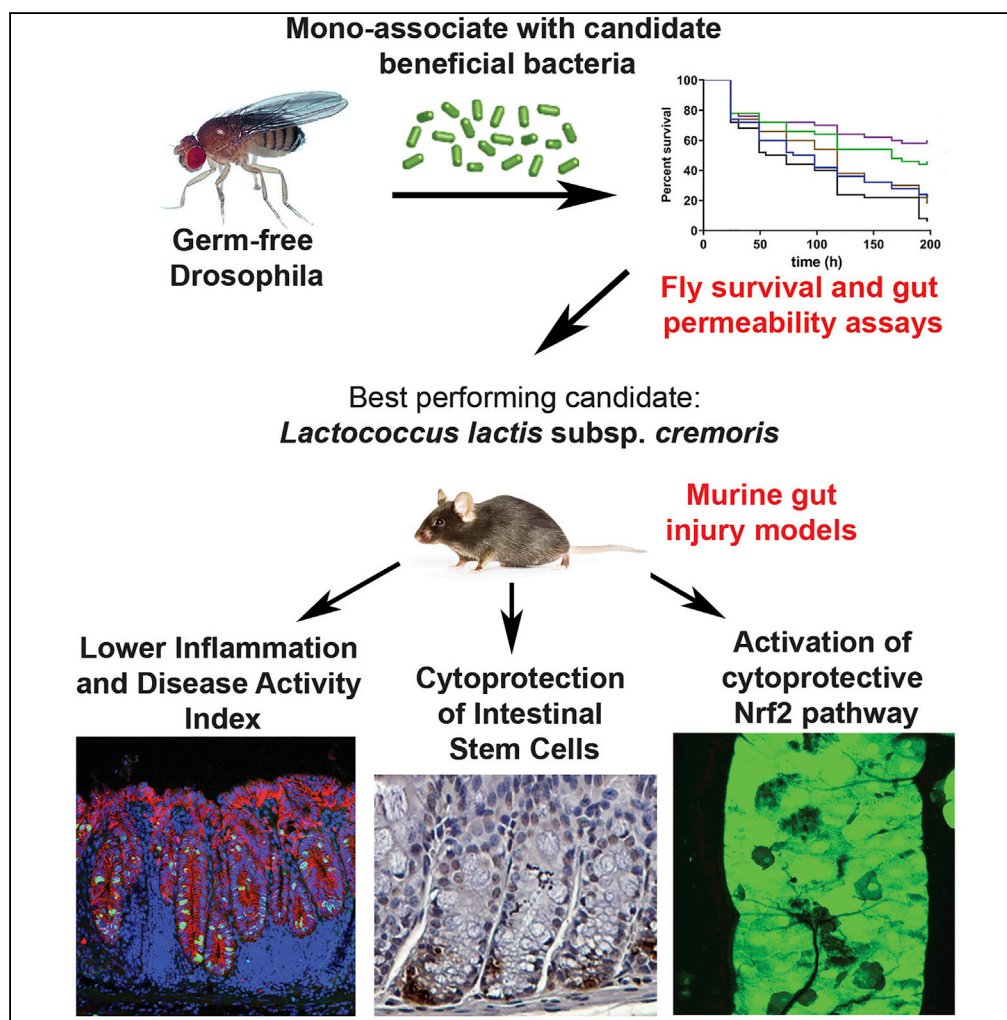 Mono-associate with candidate
beneficial bacteria
Germ-free
Drosophila
Percent survival
100
80
60
40
20
0
0
50
100
150
200
time (h)
Fly survival and gut
permeability assays
Best performing candidate:
Lactococcus lactis subsp. cremoris
Murine gut
injury models
Lower Inflammation
and Disease Activity
Index
Cytoprotection
of Intestinal
Stem Cells
Activation of
cytoprotective
Nrf2 pathway